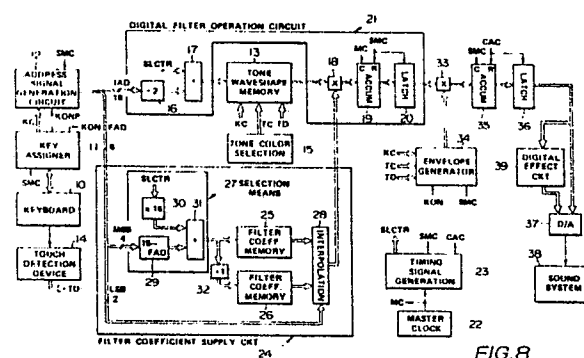 DIGITAL FILTER OPERATION CIRCUIT
21
12
SMC
ADDRESS SIGNAL
GENERATION
CIRCUIT
IAD
18
17
SLCTR
16
13
TONE
WAVESHAPE
MEMORY
KC
TC
TD
TONE COLOR
SELECTION
15
18
X
MC
SMC
C
R
ACCUM
19
LATCH
20
33
X
MC
SMC
CAC
C
R
ACCUM
35
LATCH
36
KC
KONP
KON
FAD
KEY
ASSIGNER
11
6
SMC
10
KEYBOARD
14
TOUCH
DETECTION
DEVICE
TD
34
KC
TC
TD
ENVELOPE
GENERATOR
KON
SMC
39
DIGITAL
EFFECT
CKT
D/A
37
38
SOUND
SYSTEM
27 SELECTION
MEANS
SLCTR
30
31
MSB
4
FAD
29
32
25
FILTER
COEFF MEMORY
FILTER
COEFF. MEMORY
26
28
INTERPOLATION
LSB
2
SLCTR
SMC
CAC
TIMING
SIGNAL
GENERATION
23
MC
MASTER
CLOCK
22
FILTER COEFFICIENT SUPPLY CKT
24
FIG.8